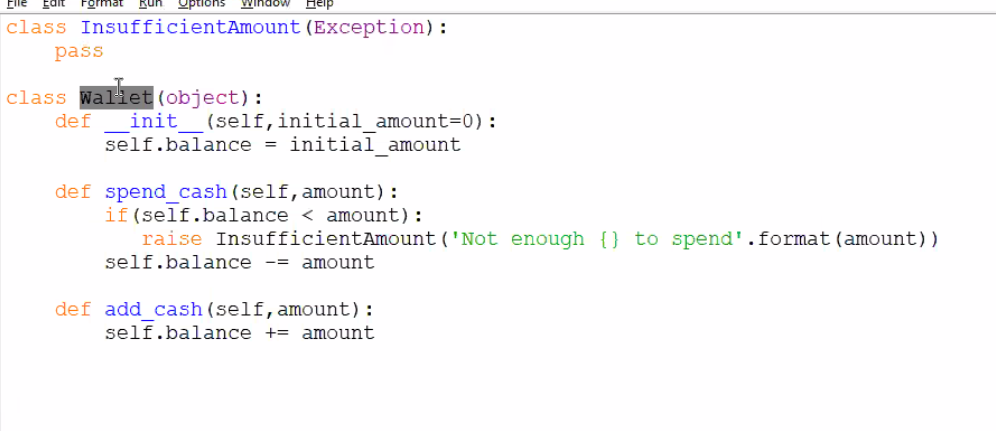 File Edit Format Run Options Window Help
class InsufficientAmount(Exception):
    pass
class Wallet(object):
    def __init__(self,initial_amount=0):
        self.balance = initial_amount
    def spend_cash(self,amount):
        if(self.balance < amount):
           raise InsufficientAmount('Not enough {} to spend'.format(amount))
        self.balance -= amount
    def add_cash(self,amount):
        self.balance += amount